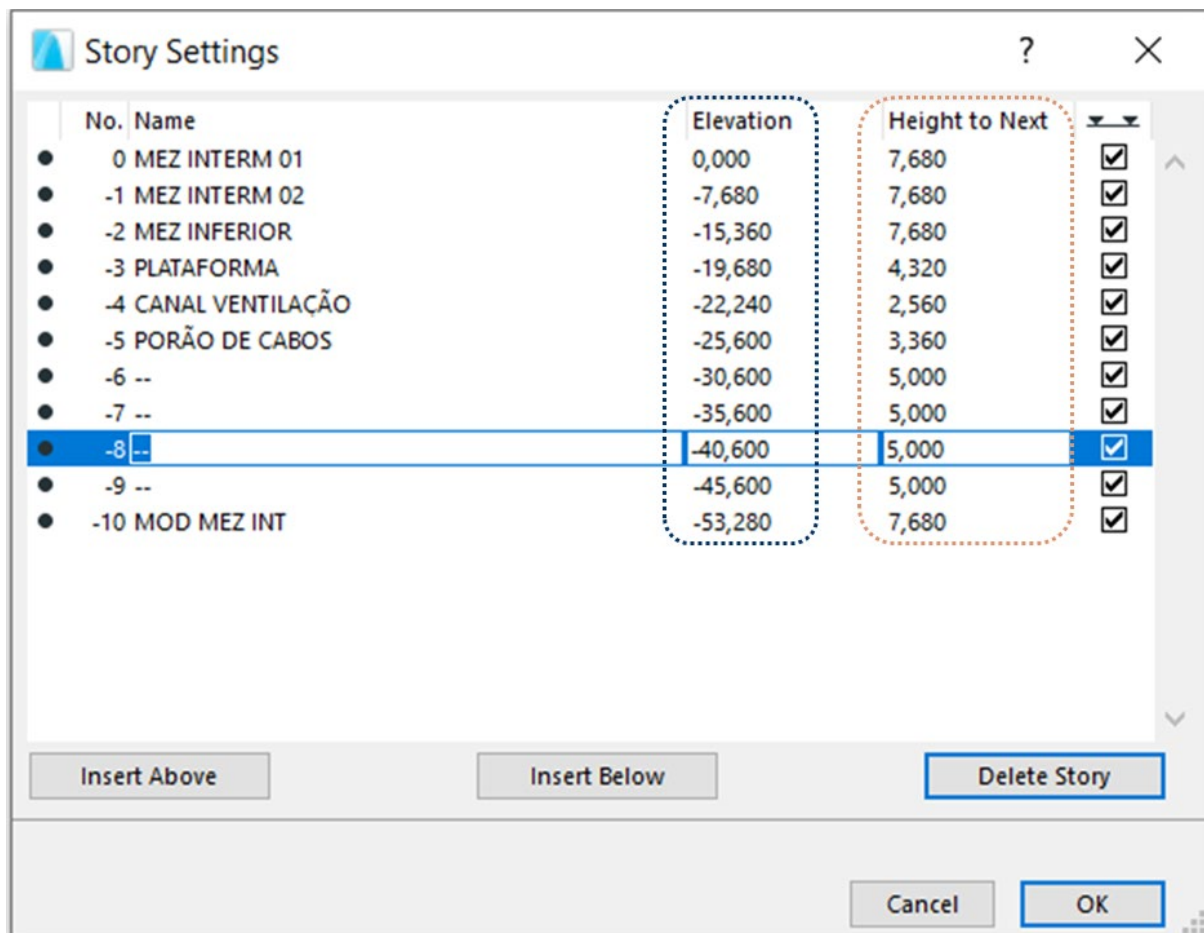 Story Settings ?
No. Name Elevation Height to Next
0 MEZ INTERM 01 0,000 7,680
-1 MEZ INTERM 02 -7,680 7,680
-2 MEZ INFERIOR -15,360 7,680
-3 PLATAFORMA -19,680 4,320
-4 CANAL VENTILAÇÃO -22,240 2,560
-5 PORÃO DE CABOS -25,600 3,360
-6 -- -30,600 5,000
-7 -- -35,600 5,000
-8 -- -40,600 5,000
-9 -- -45,600 5,000
-10 MOD MEZ INT -53,280 7,680
Insert Above Insert Below Delete Story
Cancel OK